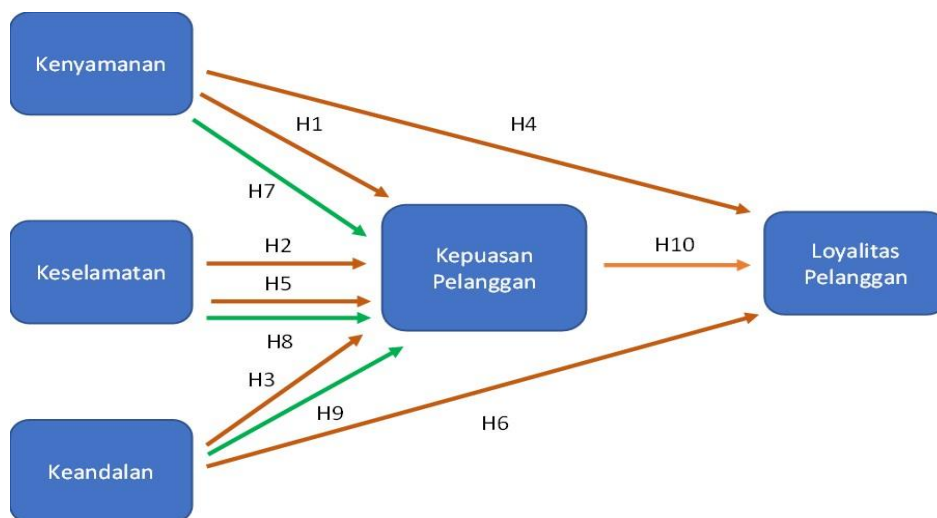 Kenyamanan
H1
H4
H7
H2
Keselamatan
H5
H8
Kepuasan
Pelanggan
H10
Loyalitas
Pelanggan
H3
H9
H6
Keandalan